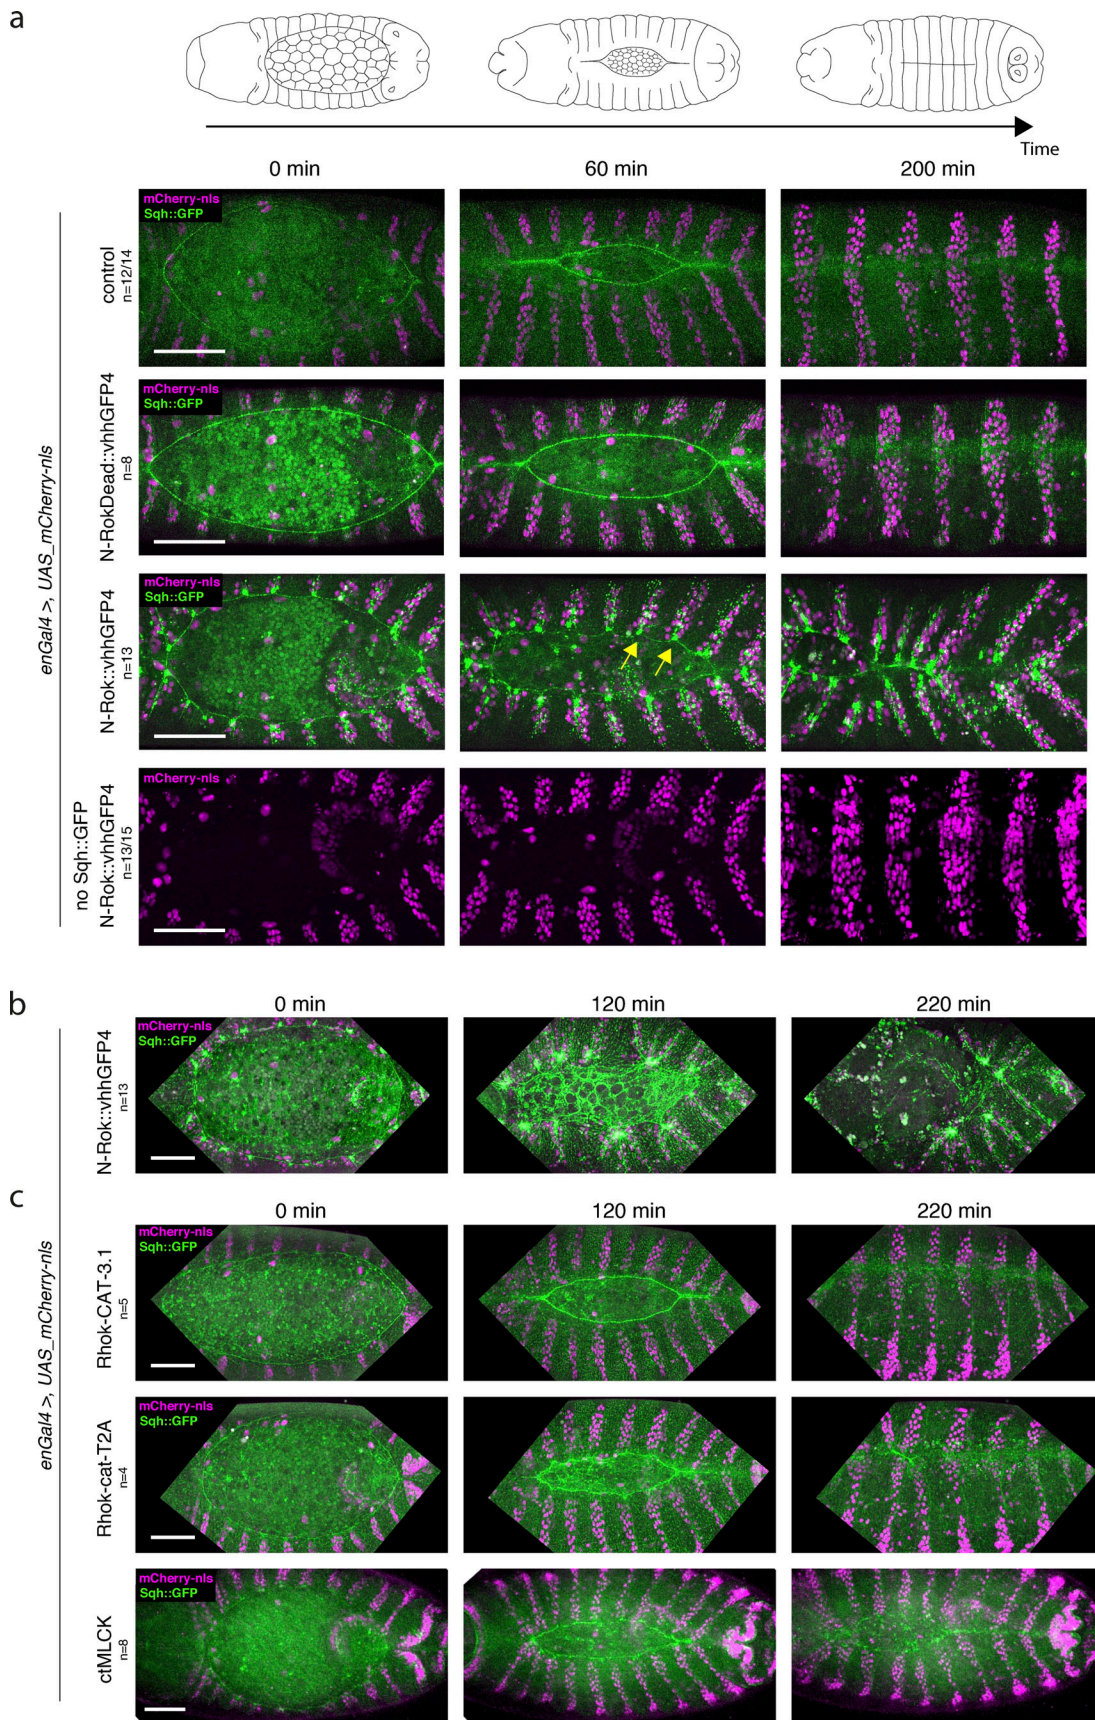 a
Time
0 min
60 min
200 min
enGal4 >, UAS_mCherry-nls
control
n=12/14
mCherry-nls
Sqh::GFP
N-RokDead::vhhGFP4
n=8
mCherry-nls
Sqh::GFP
N-Rok::vhhGFP4
n=13
mCherry-nls
Sqh::GFP
no Sqh::GFP
N-Rok::vhhGFP4
n=13/15
mCherry-nls
b
0 min
120 min
220 min
enGal4 >, UAS_mCherry-nls
N-Rok::vhhGFP4
n=13
mCherry-nls
Sqh::GFP
c
0 min
120 min
220 min
Rhok-CAT-3.1
n=5
mCherry-nls
Sqh::GFP
Rhok-cat-T2A
n=4
mCherry-nls
Sqh::GFP
ctMLCK
n=8
mCherry-nls
Sqh::GFP